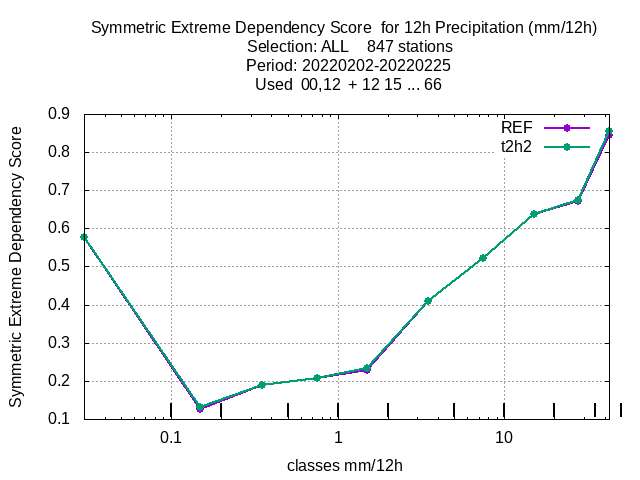 Symmetric Extreme Dependency Score for 12h Precipitation (mm/12h)
Selection: ALL 847 stations
Period: 20220202-20220225
Used 00,12 + 12 15 ... 66
REF
t2h2
Symmetric Extreme Dependency Score
0.9
0.8
0.7
0.6
0.5
0.4
0.3
0.2
0.1
0.1 1 10
classes mm/12h